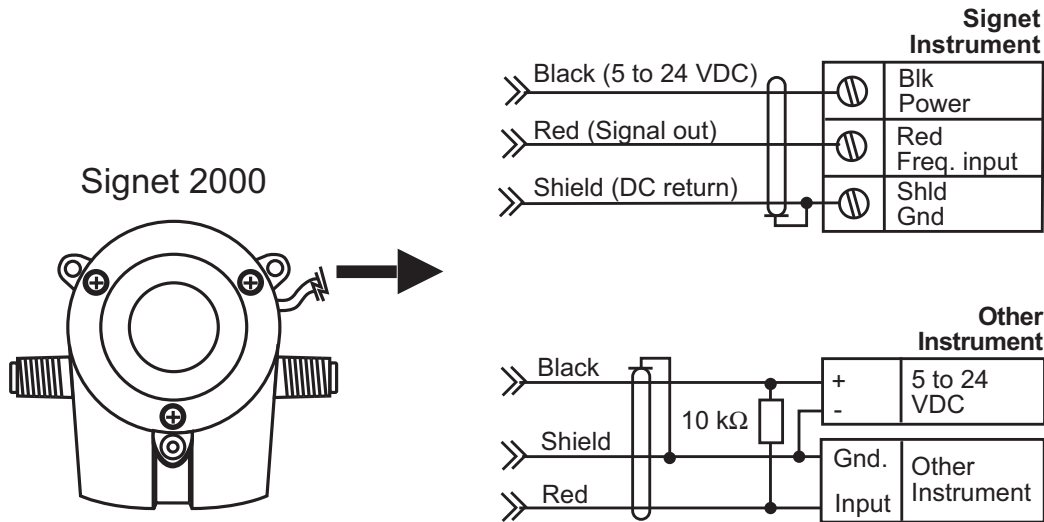 Signet
Instrument
Black (5 to 24 VDC)
Blk
Power
Red (Signal out)
Red
Freq. input
Shield (DC return)
Shld
Gnd
Signet 2000
Other
Instrument
Black
+
5 to 24
VDC
-
10 kΩ
Shield
Gnd.
Other
Instrument
Red
Input